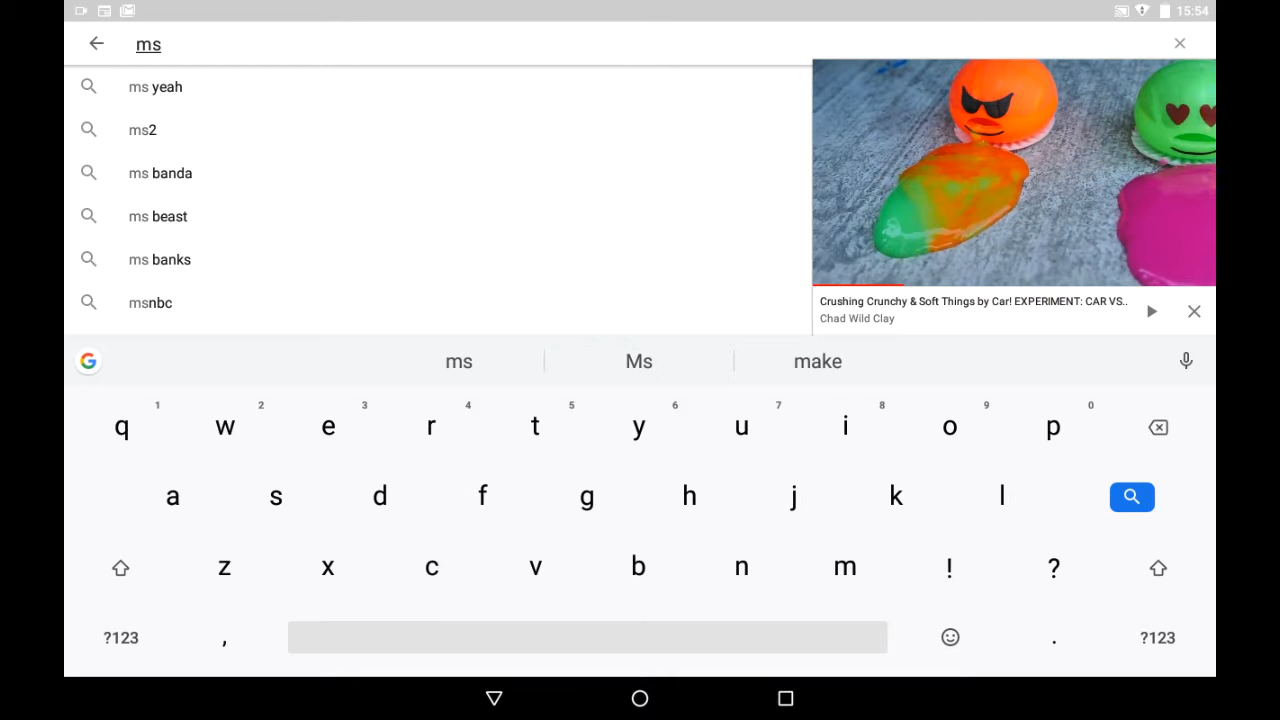 15:54
ms
ms yeah
ms2
ms banda
ms beast
ms banks
msnbc
Crushing Crunchy & Soft Things by Car! EXPERIMENT: CAR VS..
Chad Wild Clay
G
ms Ms make
1 2 3 4 5 6 7 8 9 0
q w e r t y u i o p
a s d f g h j k l
z x c v b n m ! ?
?123 , . ?123